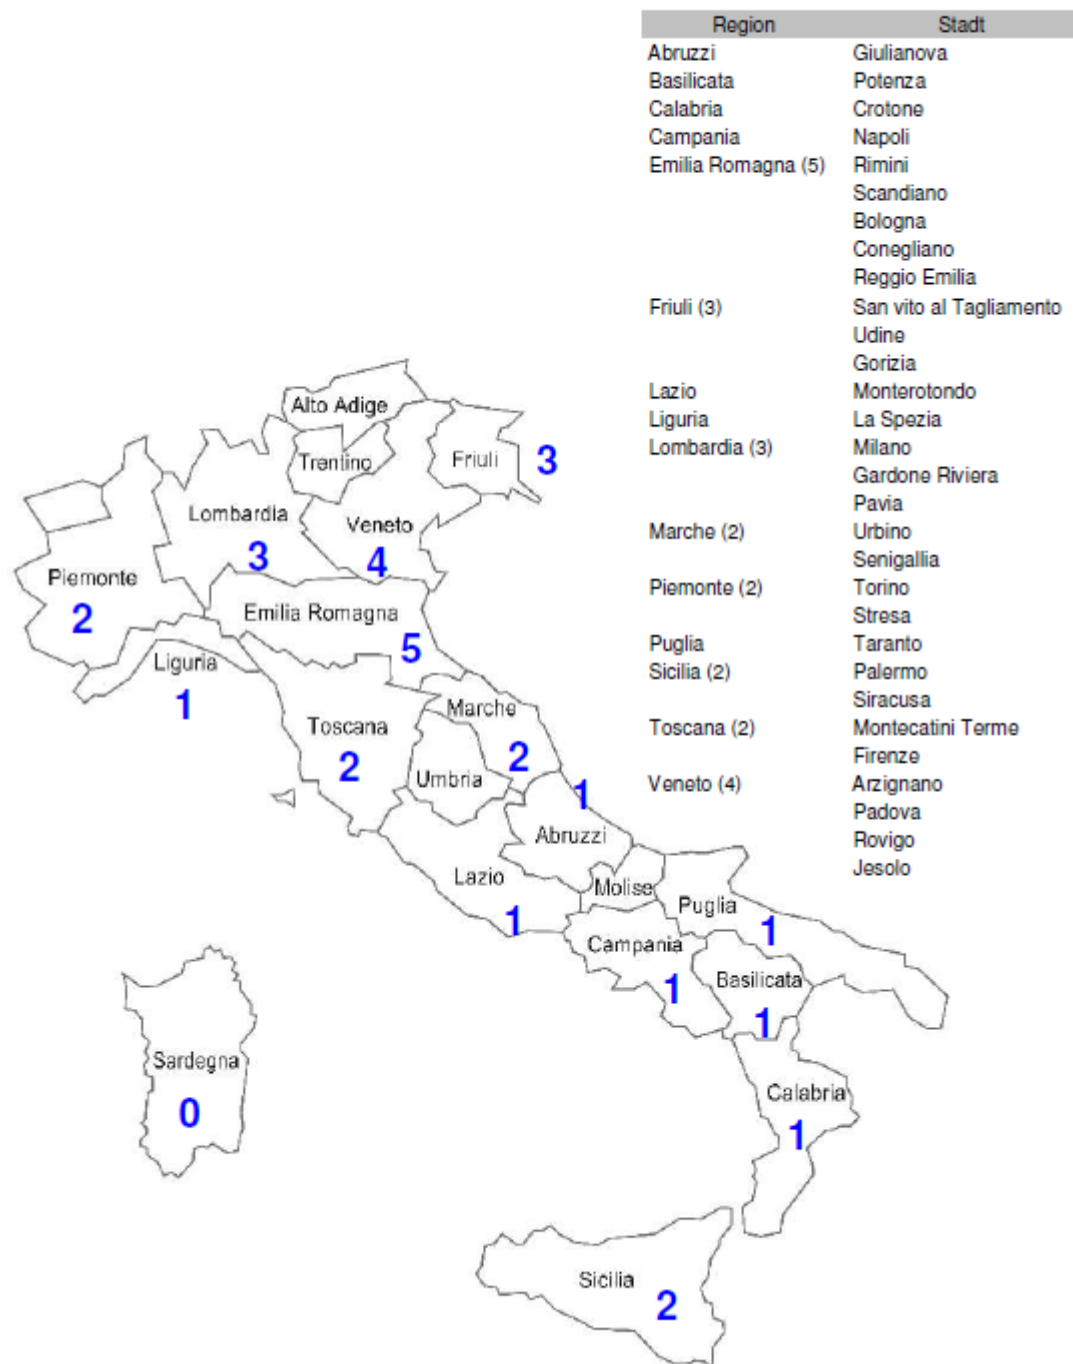 Region Stadt
Abruzzi Giulianova
Basilicata Potenza
Calabria Crotone
Campania Napoli
Emilia Romagna (5) Rimini
Scandiano
Bologna
Conegliano
Reggio Emilia
Friuli (3) San vito al Tagliamento
Udine
Gorizia
Lazio Monterotondo
Liguria La Spezia
Lombardia (3) Milano
Gardone Riviera
Pavia
Marche (2) Urbino
Senigallia
Piemonte (2) Torino
Stresa
Puglia Taranto
Sicilia (2) Palermo
Siracusa
Toscana (2) Montecatini Terme
Firenze
Veneto (4) Arzignano
Padova
Rovigo
Jesolo
Alto Adige
Trentino
Friuli
3
Lombardia
3
Veneto
4
Piemonte
2
Emilia Romagna
5
Liguria
1
Marche
2
Toscana
2
Umbria
1
Abruzzi
Lazio
1
Molise
Puglia
1
Campania
1
Basilicata
1
Sardegna
0
Calabria
1
Sicilia
2